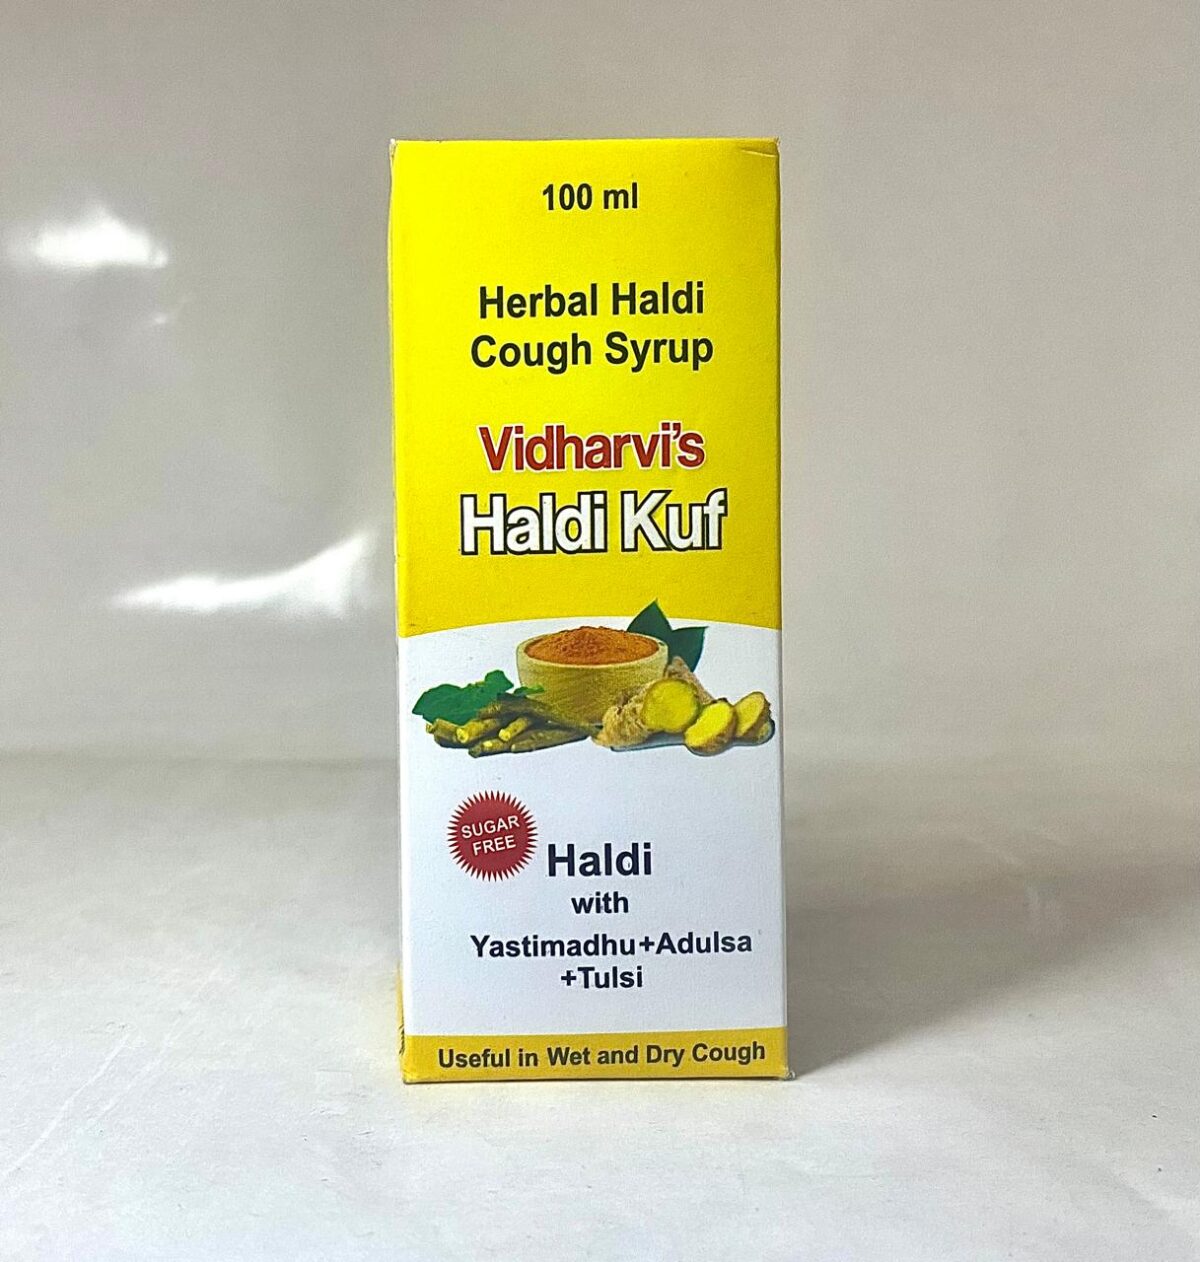 100 ml
Herbal Haldi
Cough Syrup
Vidharvi's
Haldi Kuf
SUGAR
FREE
Haldi
with
Yastimadhu+Adulsa
+Tulsi
Useful in Wet and Dry Cough